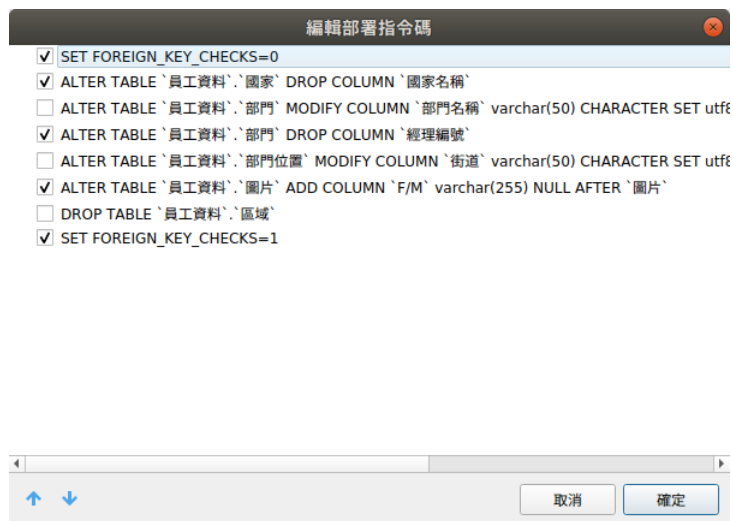 編輯部署指令碼
SET FOREIGN_KEY_CHECKS=0
ALTER TABLE `員工資料`.`國家` DROP COLUMN `國家名稱`
ALTER TABLE `員工資料`.`部門` MODIFY COLUMN `部門名稱` varchar(50) CHARACTER SET utf8
ALTER TABLE `員工資料`.`部門` DROP COLUMN `經理編號`
ALTER TABLE `員工資料`.`部門位置` MODIFY COLUMN `街道` varchar(50) CHARACTER SET utf8
ALTER TABLE `員工資料`.`圖片` ADD COLUMN `F/M` varchar(255) NULL AFTER `圖片`
DROP TABLE `員工資料`.`區域`
SET FOREIGN_KEY_CHECKS=1
取消 確定